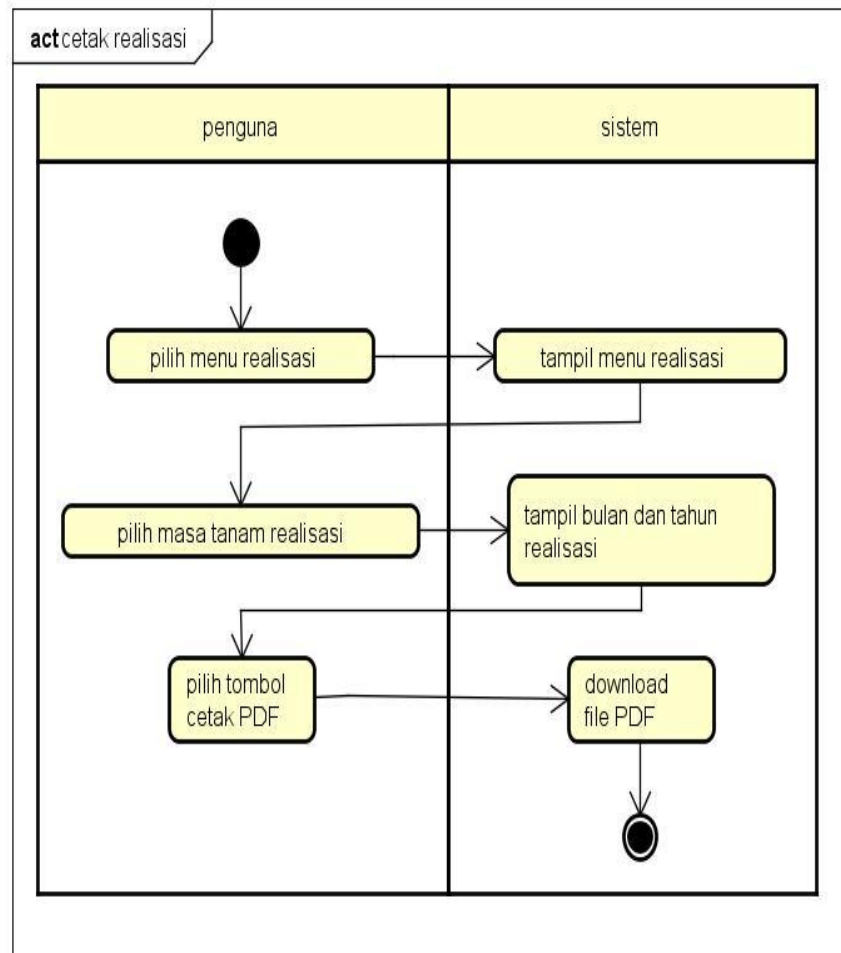 act cetak realisasi
penguna
sistem
pilih menu realisasi
tampil menu realisasi
pilih masa tanam realisasi
tampil bulan dan tahun
realisasi
pilih tombol
cetak PDF
download
file PDF